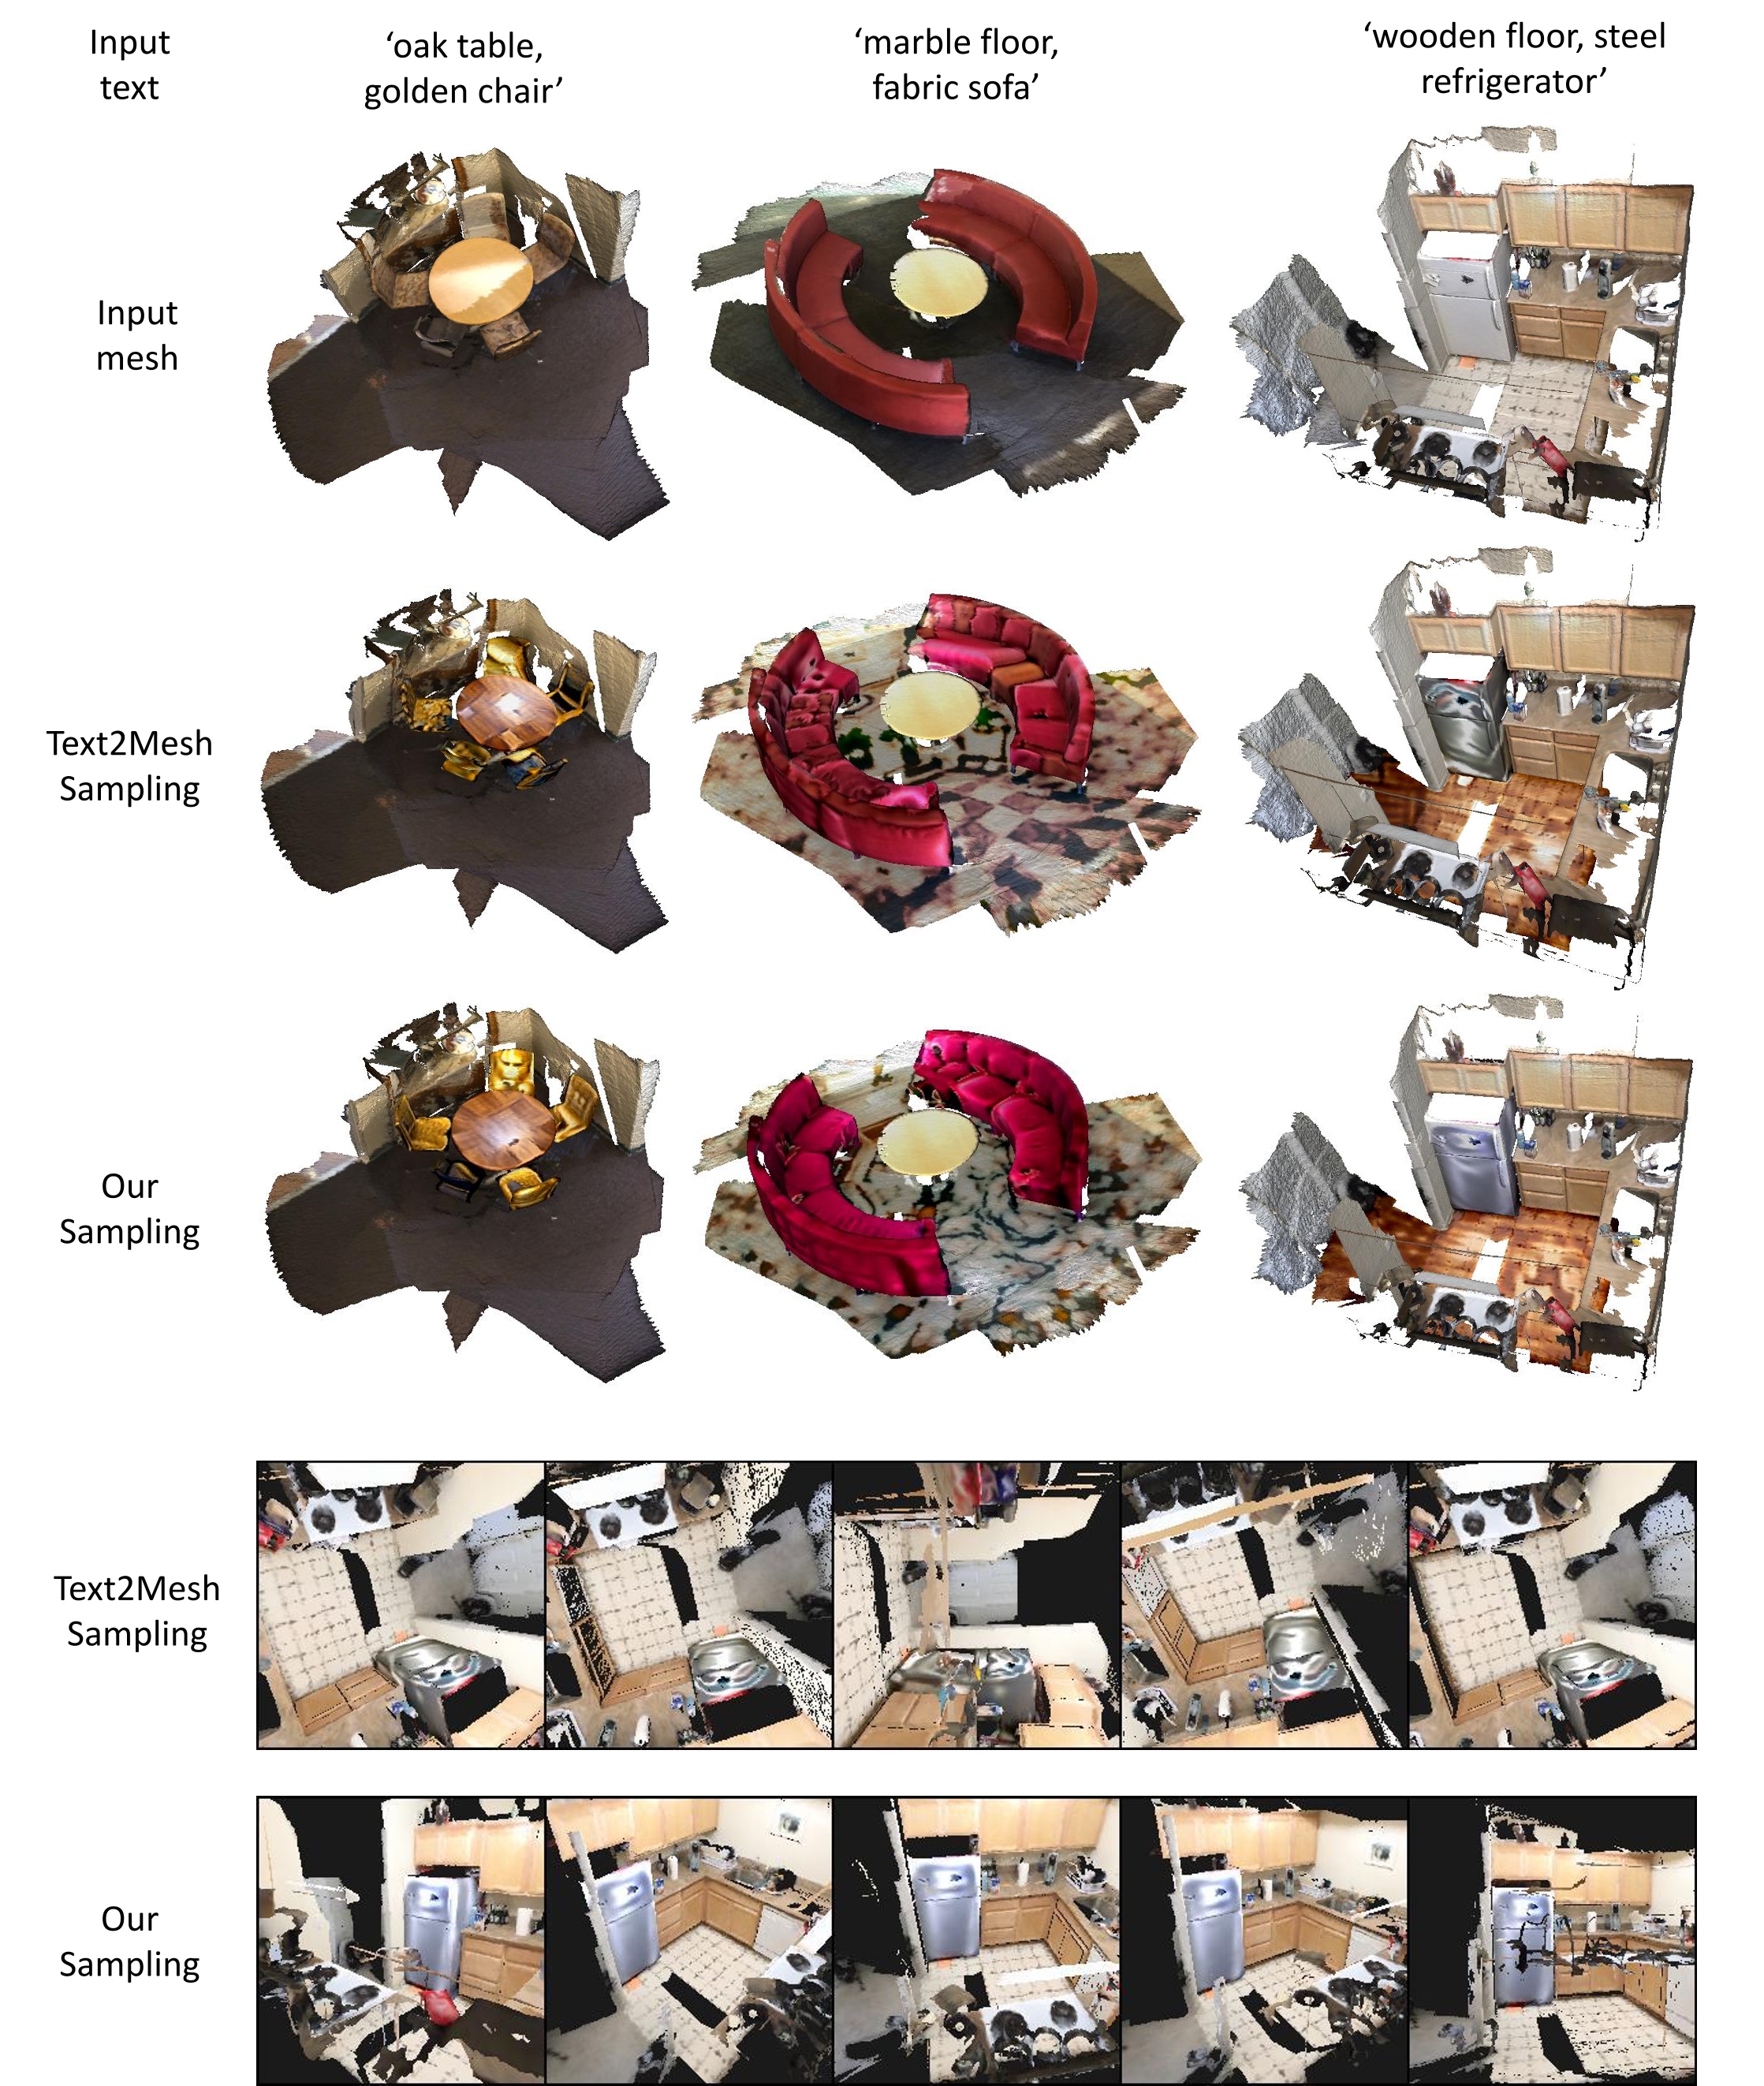 Input
text
‘oak table,
golden chair’
‘marble floor,
fabric sofa’
‘wooden floor, steel
refrigerator’
Input
mesh
Text2Mesh
Sampling
Our
Sampling
Text2Mesh
Sampling
Our
Sampling